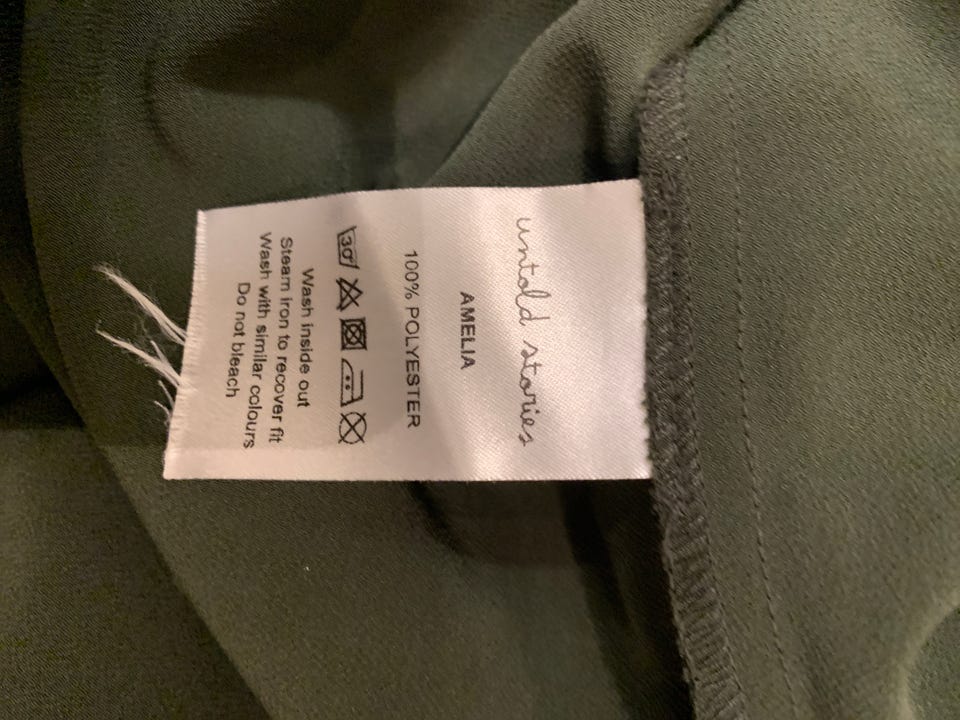 untold stories
AMELIA
100% POLYESTER
30
Wash inside out
Steam iron to recover fit
Wash with similar colours
Do not bleach